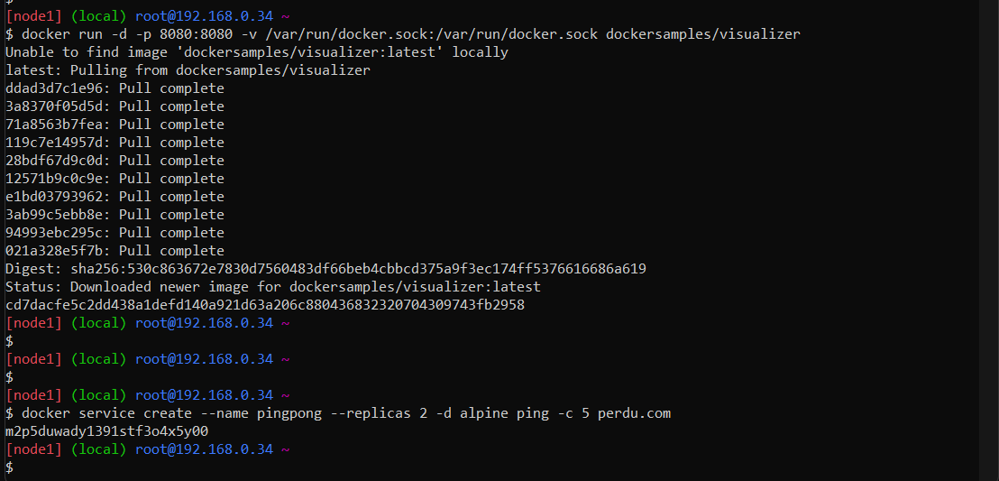 $
[node1] (local) root@192.168.0.34 ~
$ docker run -d -p 8080:8080 -v /var/run/docker.sock:/var/run/docker.sock dockersamples/visualizer
Unable to find image 'dockersamples/visualizer:latest' locally
latest: Pulling from dockersamples/visualizer
ddad3d7c1e96: Pull complete
3a8370f05d5d: Pull complete
71a8563b7fea: Pull complete
119c7e14957d: Pull complete
28bdf67d9c0d: Pull complete
12571b9c0c9e: Pull complete
e1bd03793962: Pull complete
3ab99c5ebb8e: Pull complete
94993ebc295c: Pull complete
021a328e5f7b: Pull complete
Digest: sha256:530c863672e7830d7560483df66beb4cbbcd375a9f3ec174ff5376616686a619
Status: Downloaded newer image for dockersamples/visualizer:latest
cd7dacfe5c2dd438a1defd140a921d63a206c880436832320704309743fb2958
[node1] (local) root@192.168.0.34 ~
$
[node1] (local) root@192.168.0.34 ~
$
[node1] (local) root@192.168.0.34 ~
$ docker service create --name pingpong --replicas 2 -d alpine ping -c 5 perdu.com
m2p5duwady1391stf3o4x5y00
[node1] (local) root@192.168.0.34 ~
$